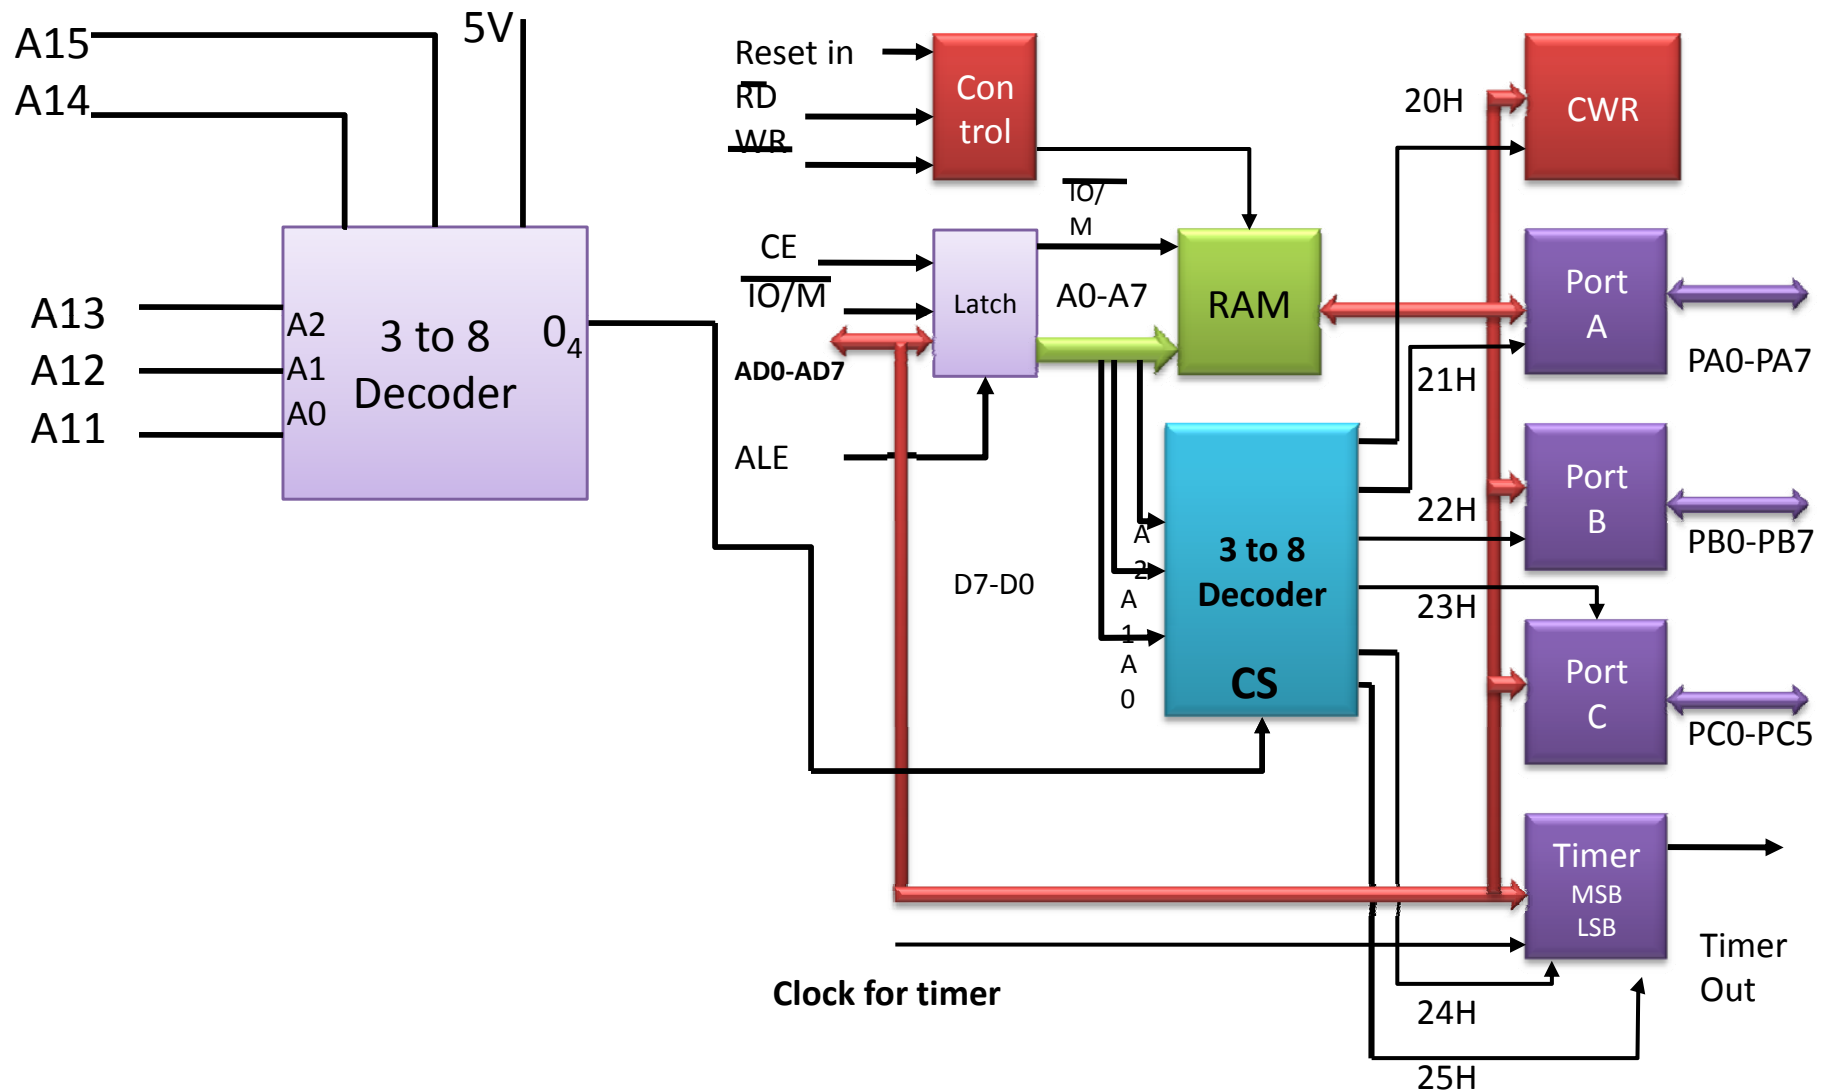 A15
A14
5V
A13
A12
A11
A2
A1
A0
3 to 8
Decoder
O4
Reset in
RD
WR
Con
trol
CE
IO/M
AD0-AD7
ALE
Latch
IO/
M
A0-A7
RAM
D7-D0
A
2
A
1
A
0
3 to 8
Decoder
CS
20H
21H
22H
23H
24H
25H
CWR
Port
A
PA0-PA7
Port
B
PB0-PB7
Port
C
PC0-PC5
Timer
MSB
LSB
Timer
Out
Clock for timer